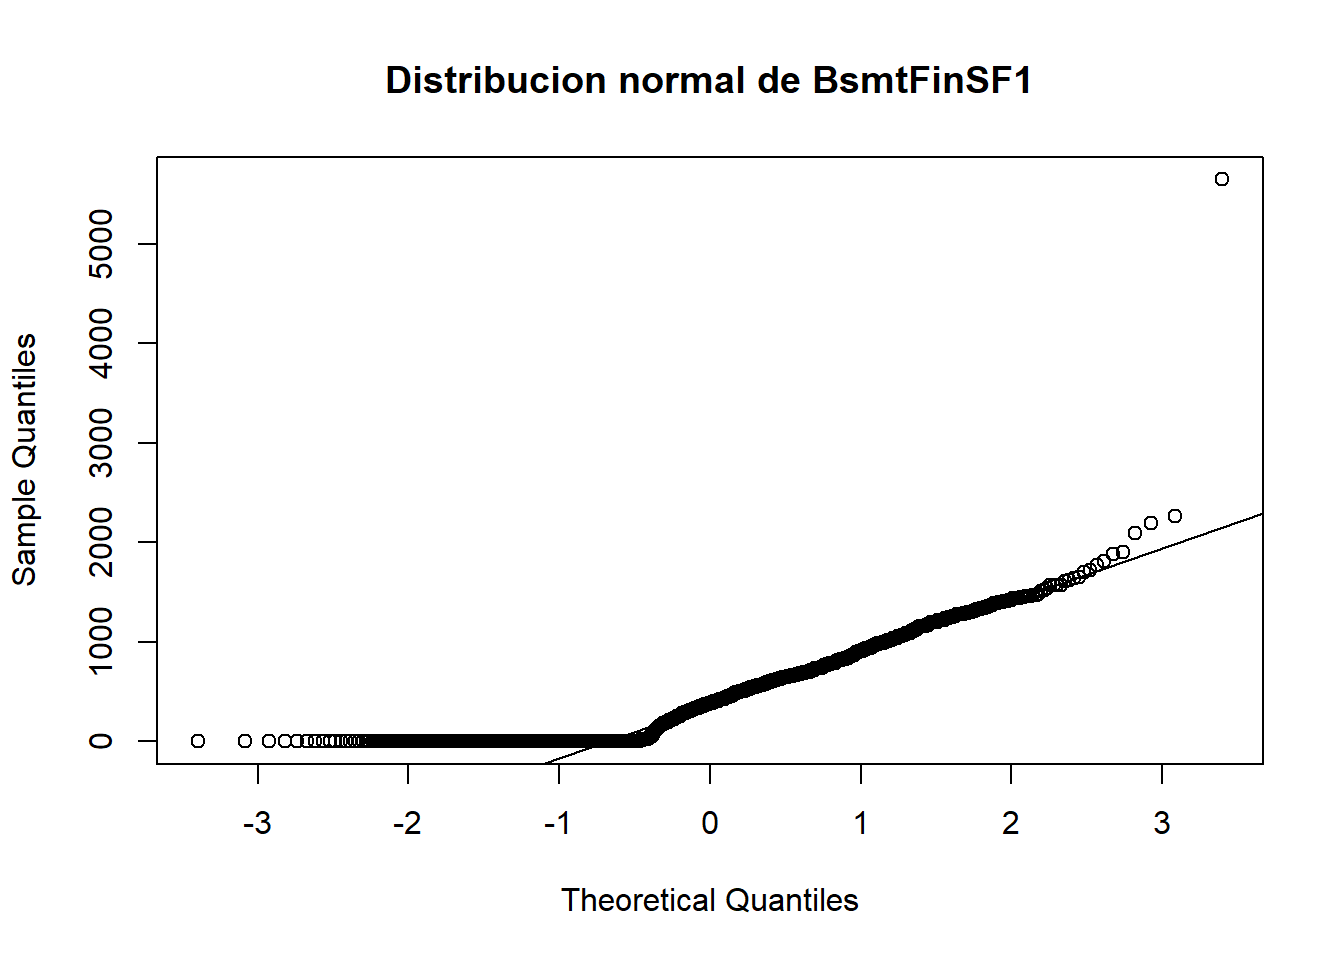 Distribucion normal de BsmtFinSF1
Sample Quantiles
5000
4000
3000
2000
1000
0
-3 -2 -1 0 1 2 3
Theoretical Quantiles